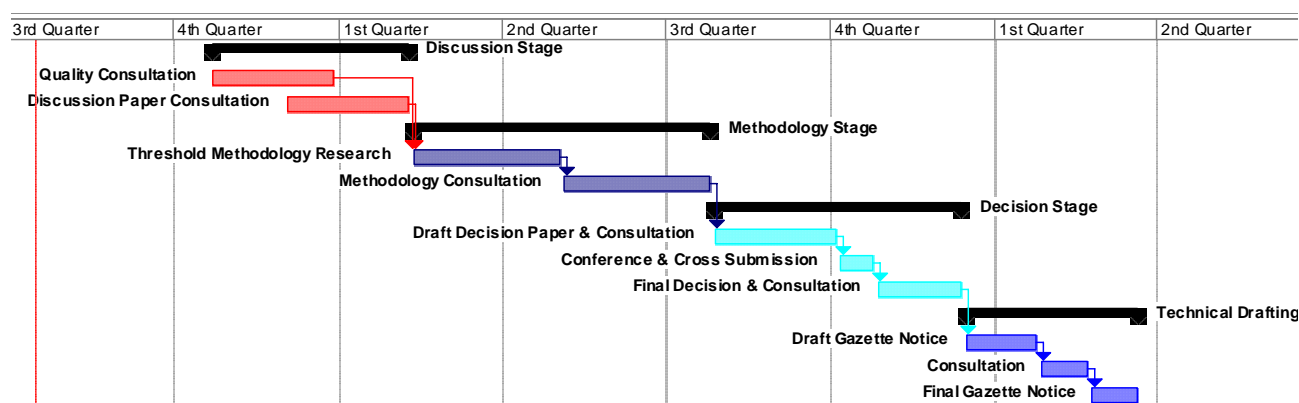 3rd Quarter 4th Quarter 1st Quarter 2nd Quarter 3rd Quarter 4th Quarter 1st Quarter 2nd Quarter
Discussion Stage
Quality Consultation
Discussion Paper Consultation
Methodology Stage
Threshold Methodology Research
Methodology Consultation
Decision Stage
Draft Decision Paper & Consultation
Conference & Cross Submission
Final Decision & Consultation
Technical Drafting
Draft Gazette Notice
Consultation
Final Gazette Notice